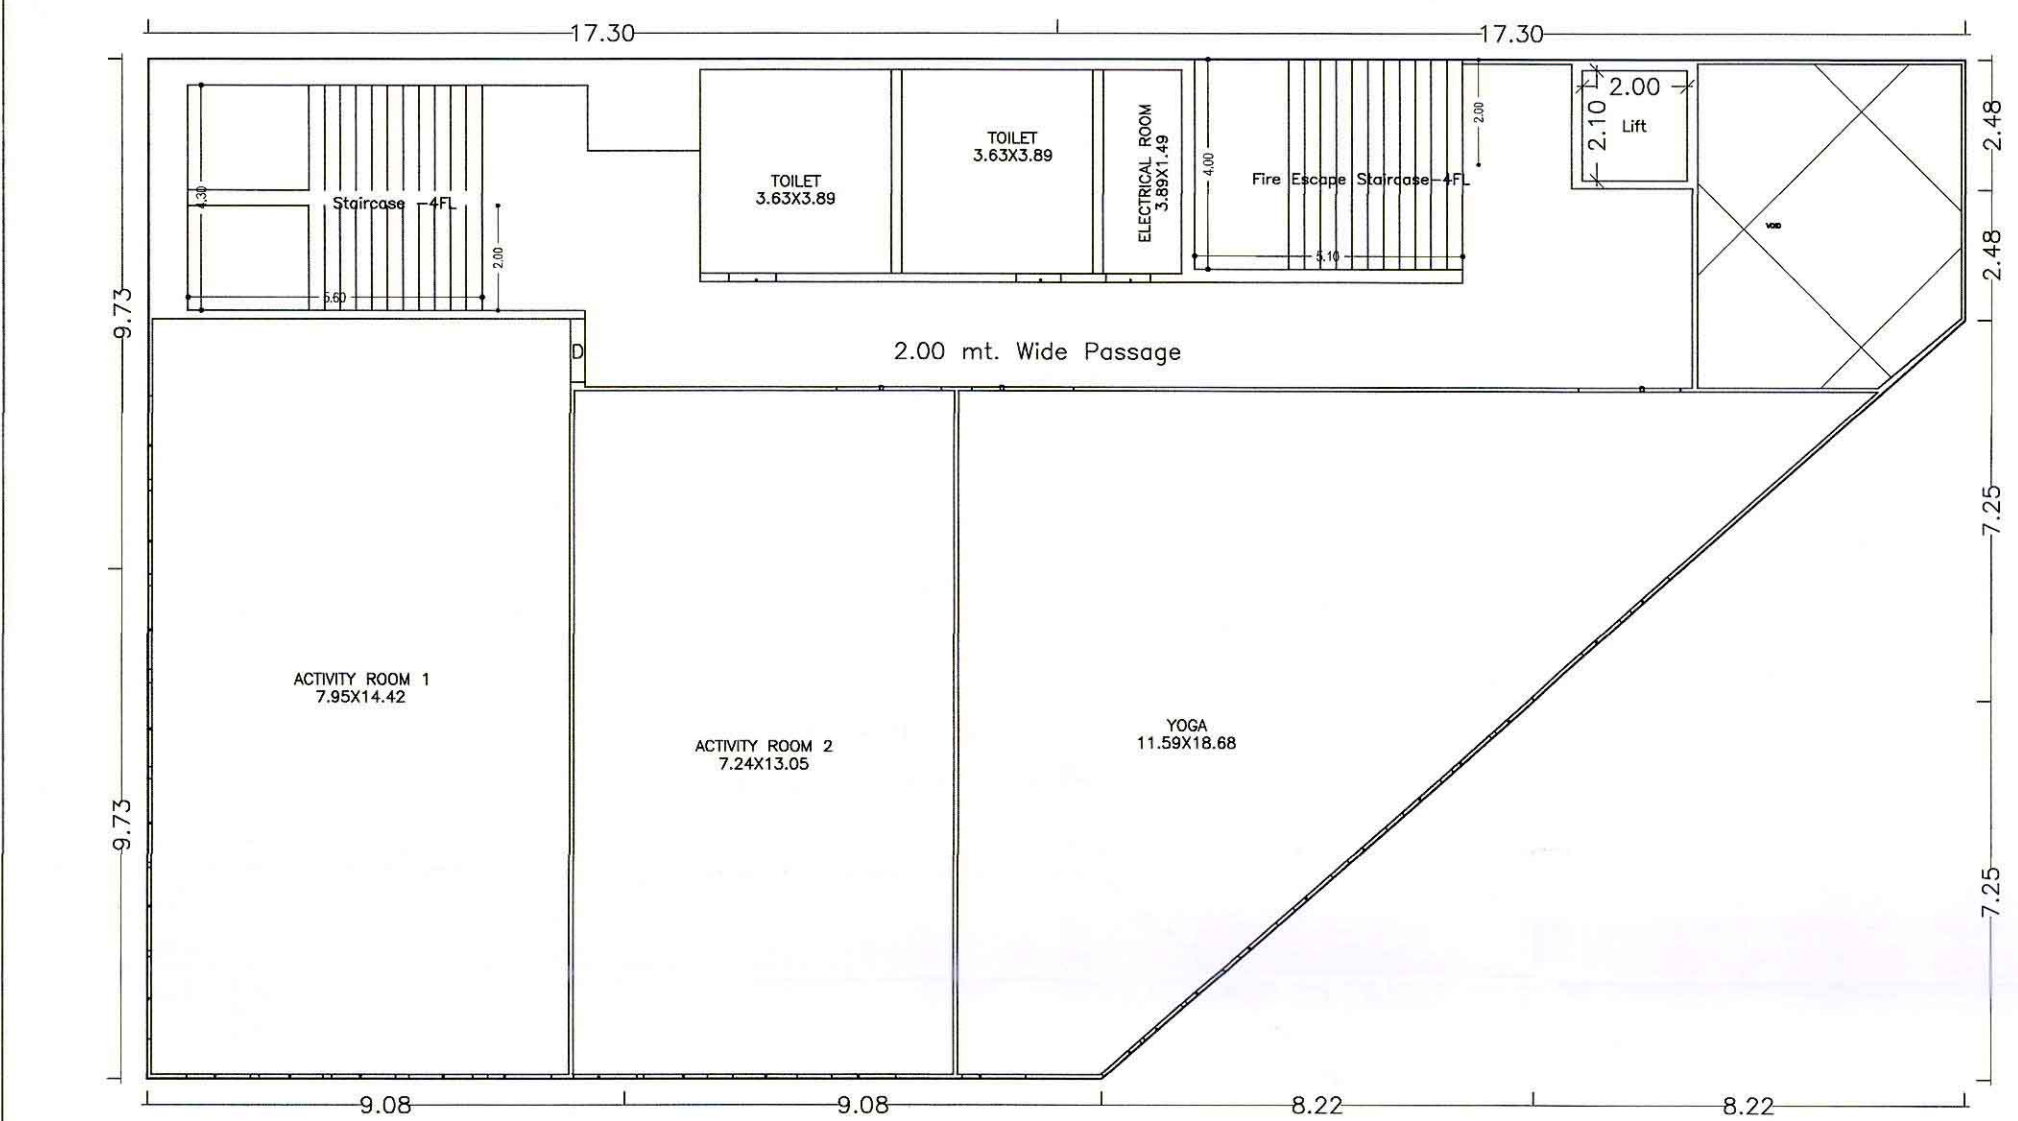 17.30
17.30
2.00
2.10
Lift
2.48
2.48
TOILET
3.63X3.89
TOILET
3.63X3.89
ELECTRICAL ROOM
3.89X1.49
4.00
2.00
Fire Escape Staircase-4FL
5.10
4.30
Staircase -4FL
2.00
5.60
VOID
9.73
D
2.00 mt. Wide Passage
7.25
ACTIVITY ROOM 1
7.95X14.42
ACTIVITY ROOM 2
7.24X13.05
YOGA
11.59X18.68
9.73
7.25
9.08
9.08
8.22
8.22